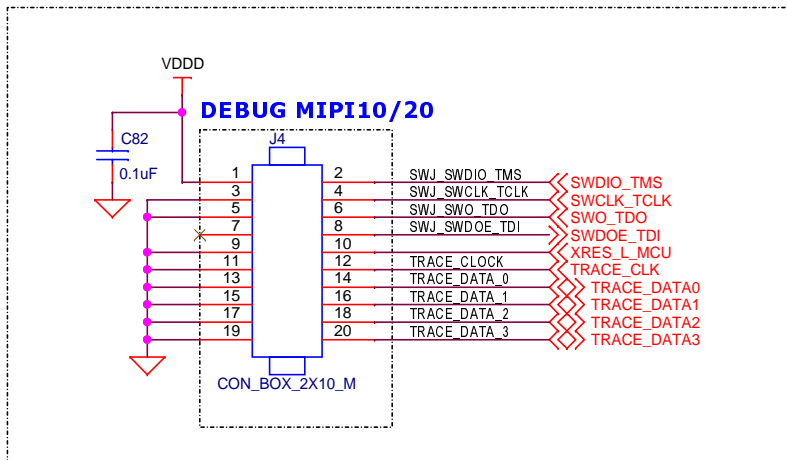 VDDD
DEBUG MIPI10/20
C82
0.1uF
J4
1 2 SWJ_SWDIO_TMS SWDIO_TMS
3 4 SWJ_SWCLK_TCLK SWCLK_TCLK
5 6 SWJ_SWO_TDO SWO_TDO
7 8 SWJ_SWDOE_TDI SWDOE_TDI
9 10 XRES_L_MCU
11 12 TRACE_CLOCK TRACE_CLK
13 14 TRACE_DATA_0 TRACE_DATA0
15 16 TRACE_DATA_1 TRACE_DATA1
17 18 TRACE_DATA_2 TRACE_DATA2
19 20 TRACE_DATA_3 TRACE_DATA3
CON_BOX_2X10_M